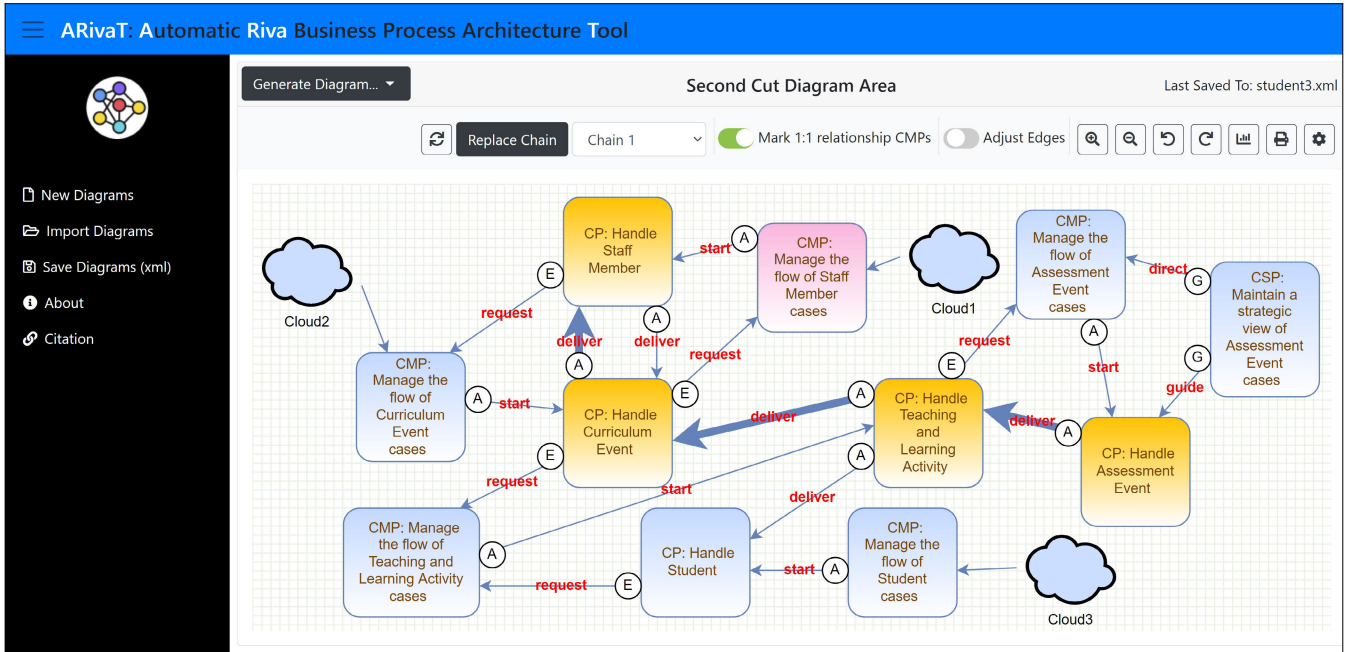 ARivaT: Automatic Riva Business Process Architecture Tool
New Diagrams
Import Diagrams
Save Diagrams (xml)
About
Citation
Generate Diagram...
Second Cut Diagram Area
Last Saved To: student3.xml
Replace Chain
Chain 1
Mark 1:1 relationship CMPs
Adjust Edges
Cloud2
CP: Handle
Staff
Member
A
start
CMP:
Manage the
flow of Staff
Member
cases
Cloud1
CMP:
Manage the
flow of
Assessment
Event
cases
direct
G
CSP:
Maintain a
strategic
view of
Assessment
Event
cases
E
request
A
deliver
deliver
A
request
E
request
E
A
start
G
guide
CMP:
Manage the
flow of
Curriculum
Event
cases
A
start
CP: Handle
Curriculum
Event
deliver
A
CP: Handle
Teaching
and
Learning
Activity
deliver
A
CP: Handle
Assessment
Event
E
request
start
A
deliver
CMP: Manage
the flow of
Teaching and
Learning Activity
cases
A
request
E
CP: Handle
Student
start
A
CMP:
Manage the
flow of
Student
cases
Cloud3